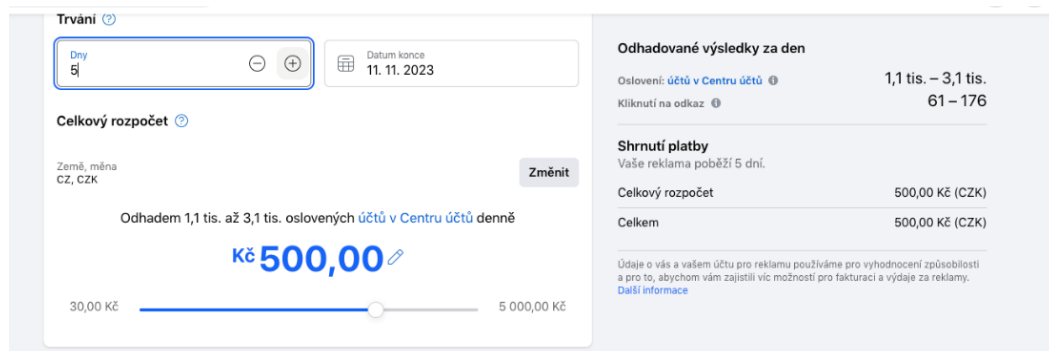 Trvání
Dny
5
Datum konce
11. 11. 2023
Celkový rozpočet
Země, měna
CZ, CZK
Změnit
Odhadem 1,1 tis. až 3,1 tis. oslovených účtů v Centru účtů denně
Kč 500,00
30,00 Kč
5 000,00 Kč
Odhadované výsledky za den
Oslovení: účtů v Centru účtů 1,1 tis. – 3,1 tis.
Kliknutí na odkaz 61 – 176
Shrnutí platby
Vaše reklama poběží 5 dní.
Celkový rozpočet 500,00 Kč (CZK)
Celkem 500,00 Kč (CZK)
Údaje o vás a vašem účtu pro reklamu používáme pro vyhodnocení způsobilosti
a pro to, abychom vám zajistili víc možností pro fakturaci a výdaje za reklamy.
Další informace